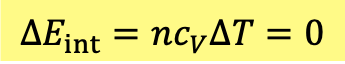 ΔE_int = nc_VΔT = 0